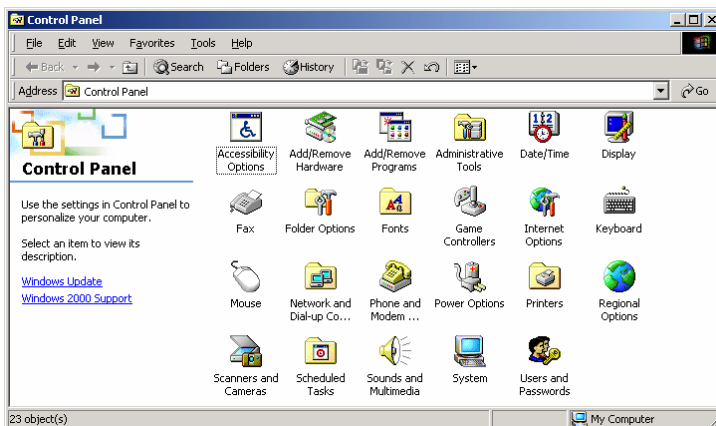 Control Panel
File Edit View Favorites Tools Help
Back Search Folders History
Address Control Panel Go
Control Panel
Use the settings in Control Panel to
personalize your computer.
Select an item to view its
description.
Windows Update
Windows 2000 Support
Accessibility
Options
Add/Remove
Hardware
Add/Remove
Programs
Administrative
Tools
Date/Time
Display
Fax
Folder Options
Fonts
Game
Controllers
Internet
Options
Keyboard
Mouse
Network and
Dial-up Co...
Phone and
Modem ...
Power Options
Printers
Regional
Options
Scanners and
Cameras
Scheduled
Tasks
Sounds and
Multimedia
System
Users and
Passwords
23 object(s) My Computer